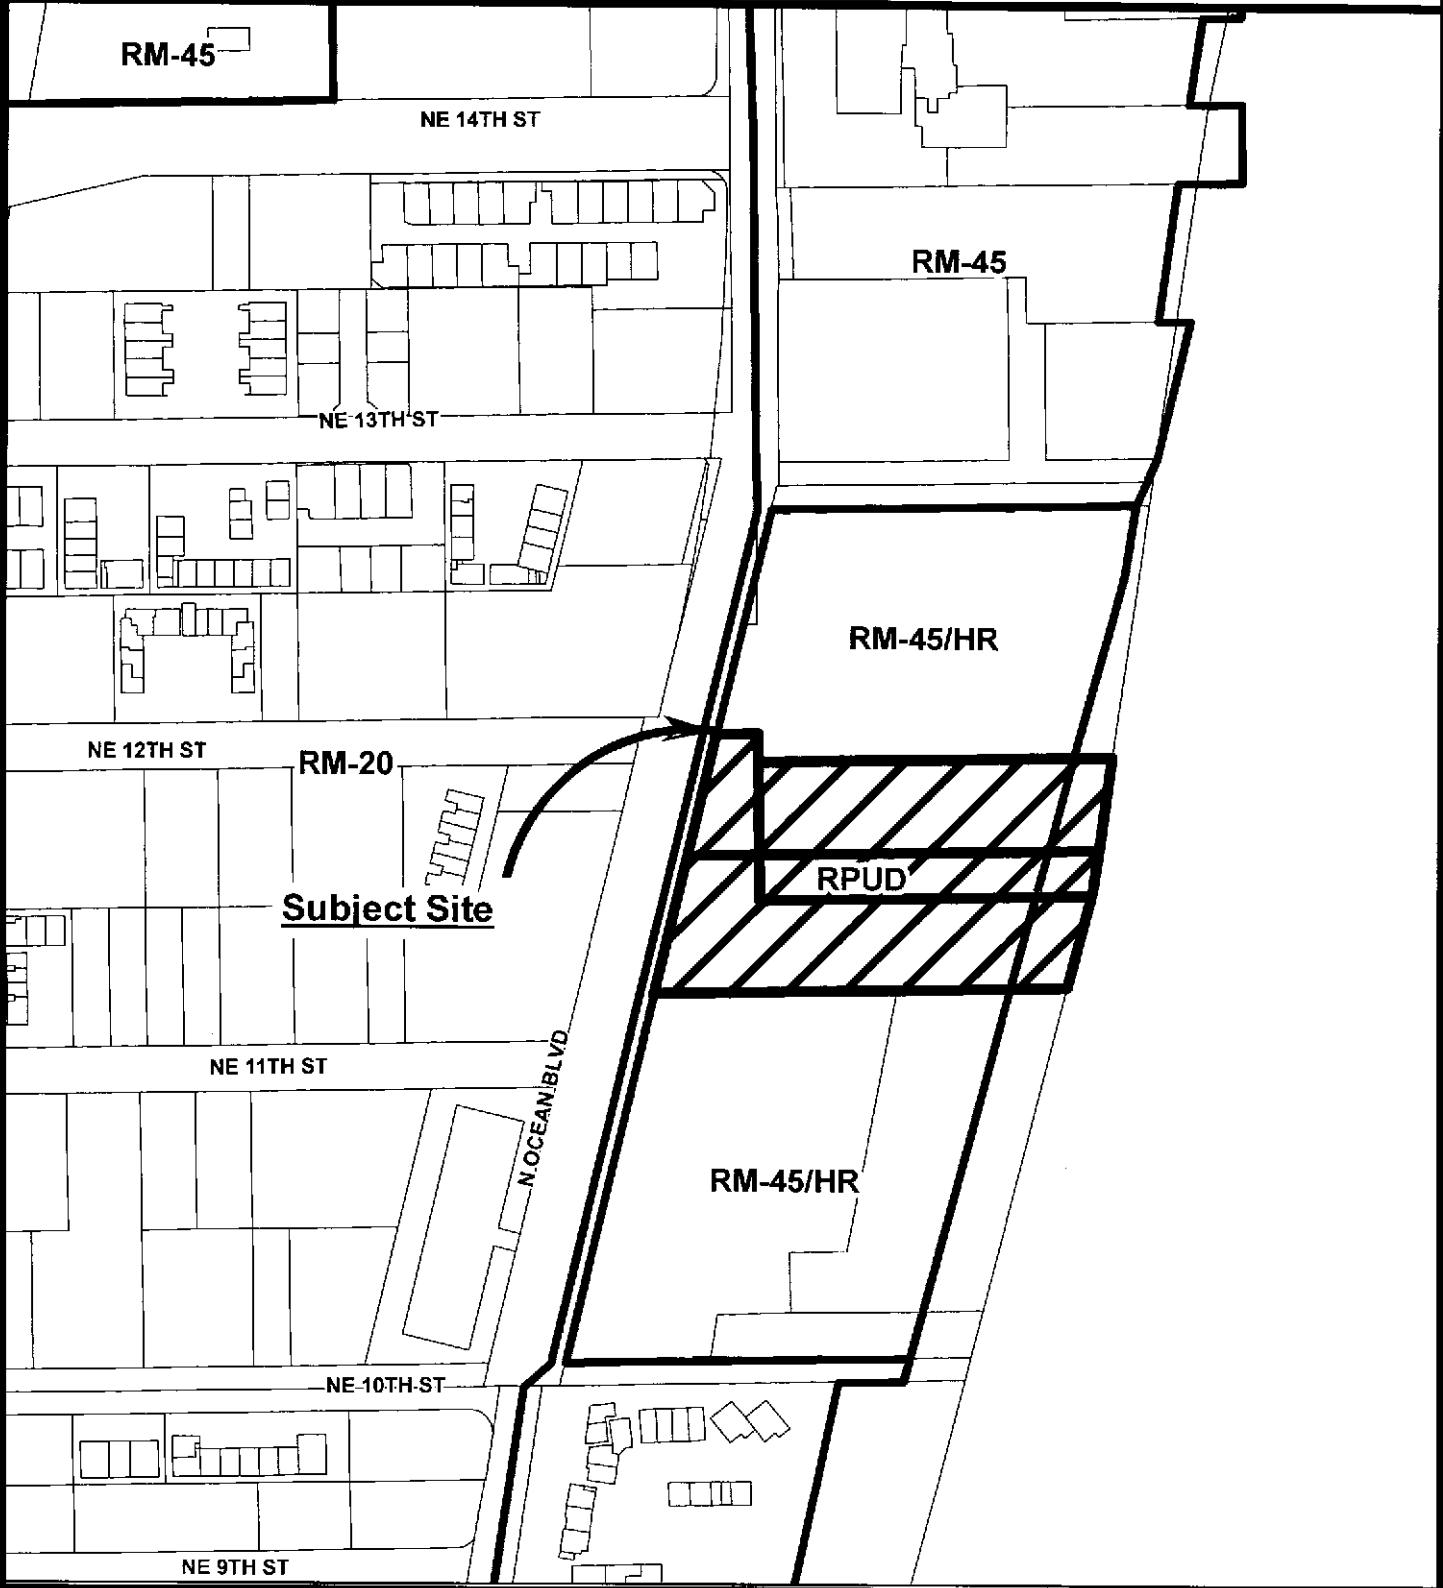 RM-45
NE 14TH ST
RM-45
NE 13TH ST
RM-45/HR
NE 12TH ST
RM-20
RPUD
Subject Site
NE 11TH ST
N OCEAN BLVD
RM-45/HR
NE 10TH ST
NE 9TH ST